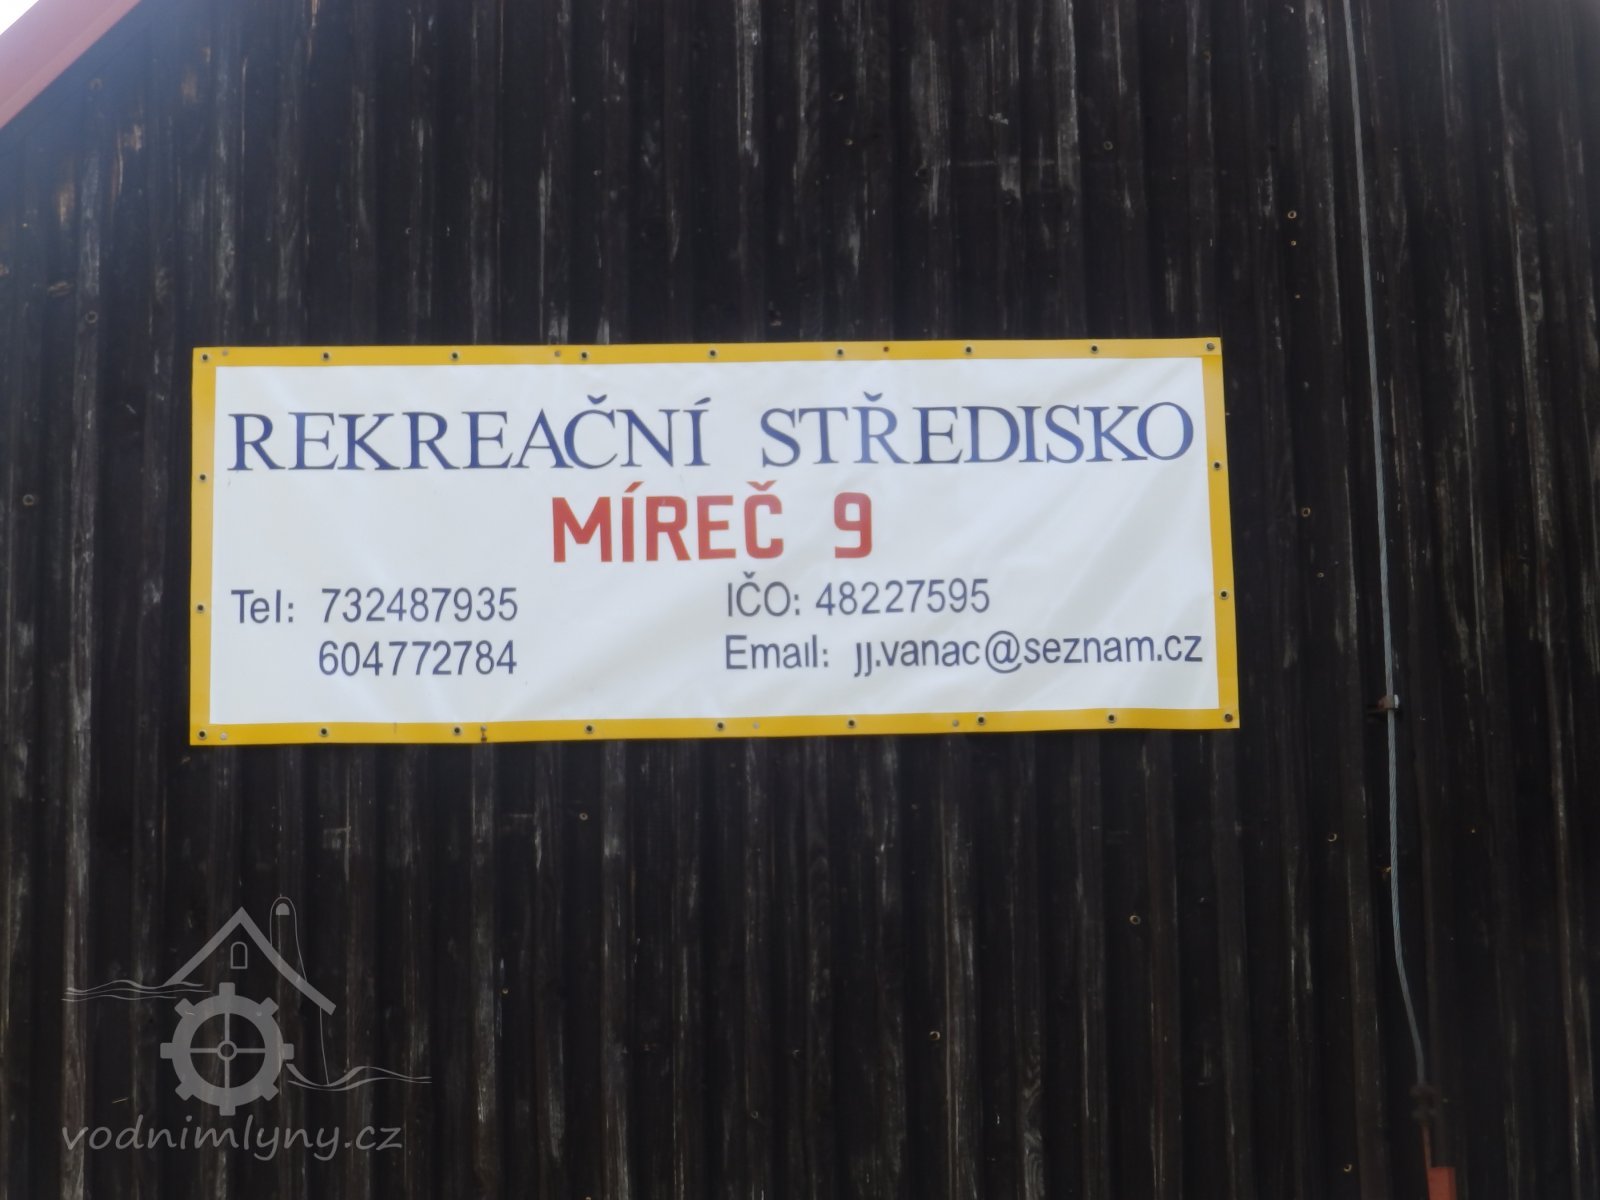 REKREAČNÍ STŘEDISKO
MÍREČ 9
Tel: 732487935
604772784
IČO: 48227595
Email: jj.vanac@seznam.cz
vodnimlyny.cz